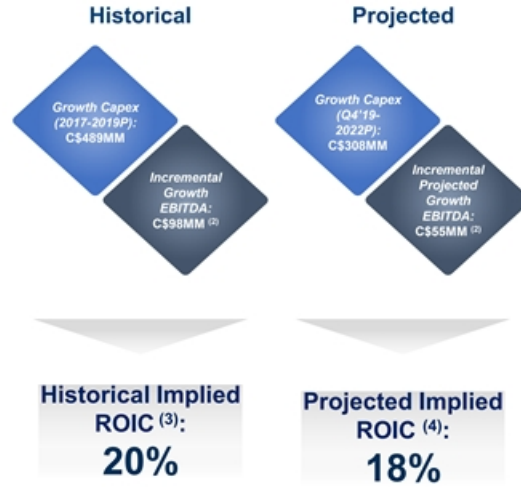 Historical
Growth Capex
(2017-2019P):
C$489MM
Incremental
Growth
EBITDA:
C$98MM (2)
Historical Implied
ROIC (3):
20%
Projected
Growth Capex
(Q4'19-
2022P):
C$308MM
Incremental
Projected
Growth
EBITDA:
C$55MM (2)
Projected Implied
ROIC (4):
18%